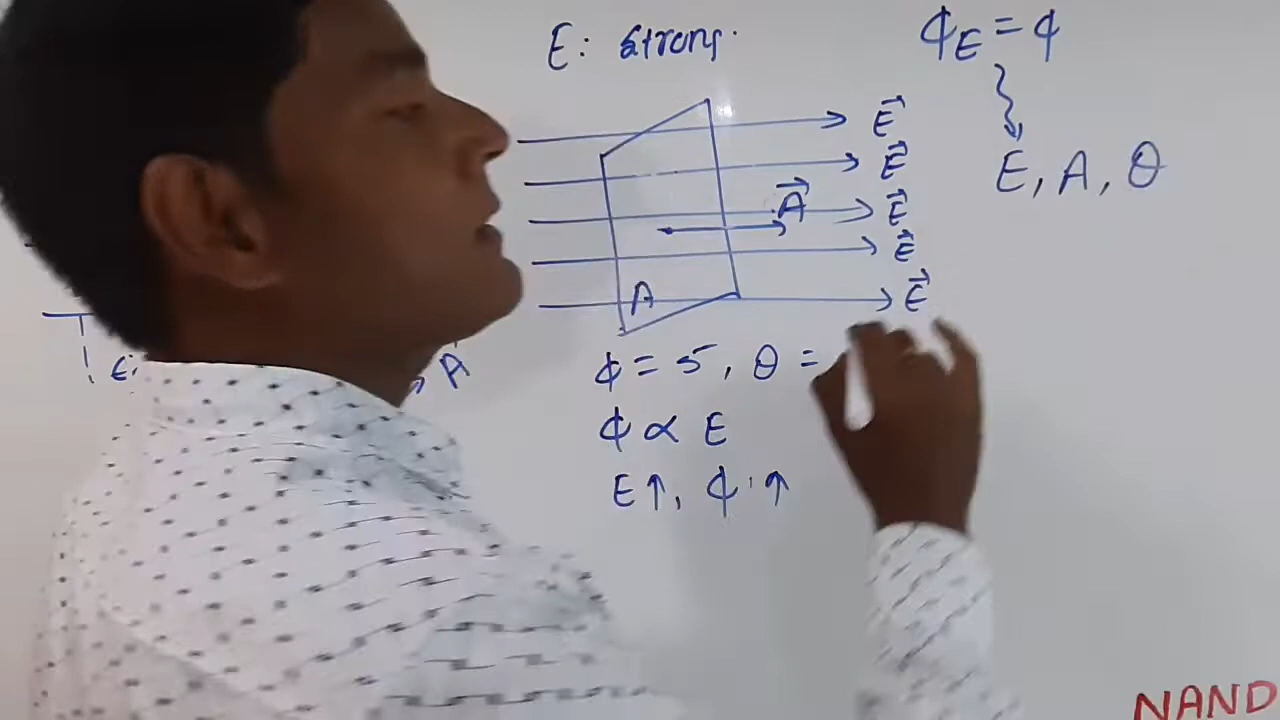 E: strong.
ϕE = ϕ
E, A, θ
E⃗
E⃗
A⃗
E⃗
E⃗
E⃗
A
ϕ = 5, θ =
ϕ ∝ E
E↑, ϕ ↑
E:
A
NAND